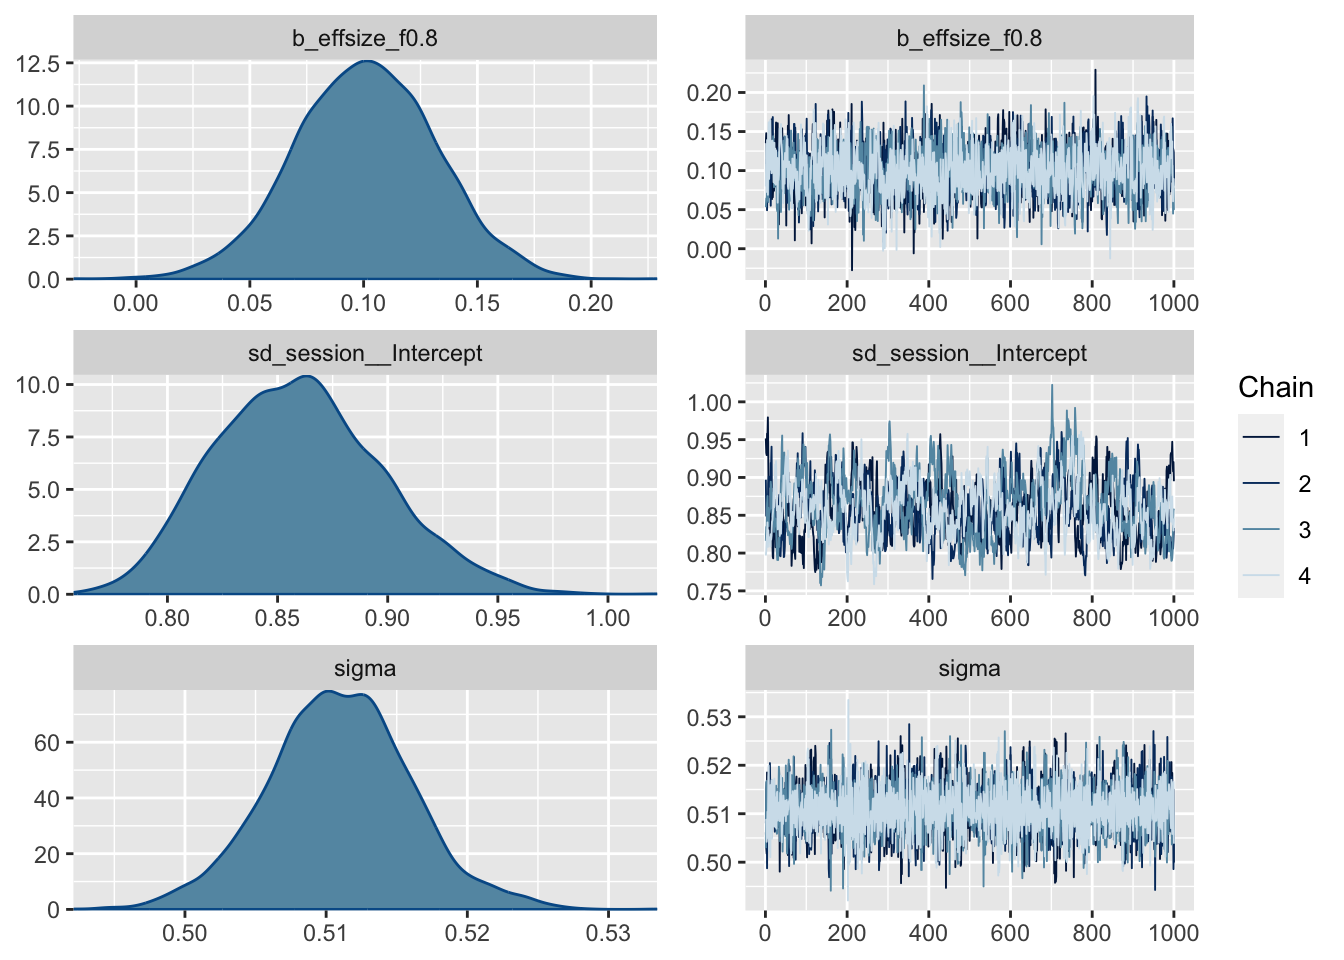 b_effsize_f0.8
12.5
10.0
7.5
5.0
2.5
0.0
0.00 0.05 0.10 0.15 0.20
b_effsize_f0.8
0.20
0.15
0.10
0.05
0.00
0 200 400 600 800 1000
sd_session__Intercept
10.0
7.5
5.0
2.5
0.0
0.80 0.85 0.90 0.95 1.00
sd_session__Intercept
1.00
0.95
0.90
0.85
0.80
0.75
0 200 400 600 800 1000
sigma
60
40
20
0
0.50 0.51 0.52 0.53
sigma
0.53
0.52
0.51
0.50
0 200 400 600 800 1000
Chain
1
2
3
4